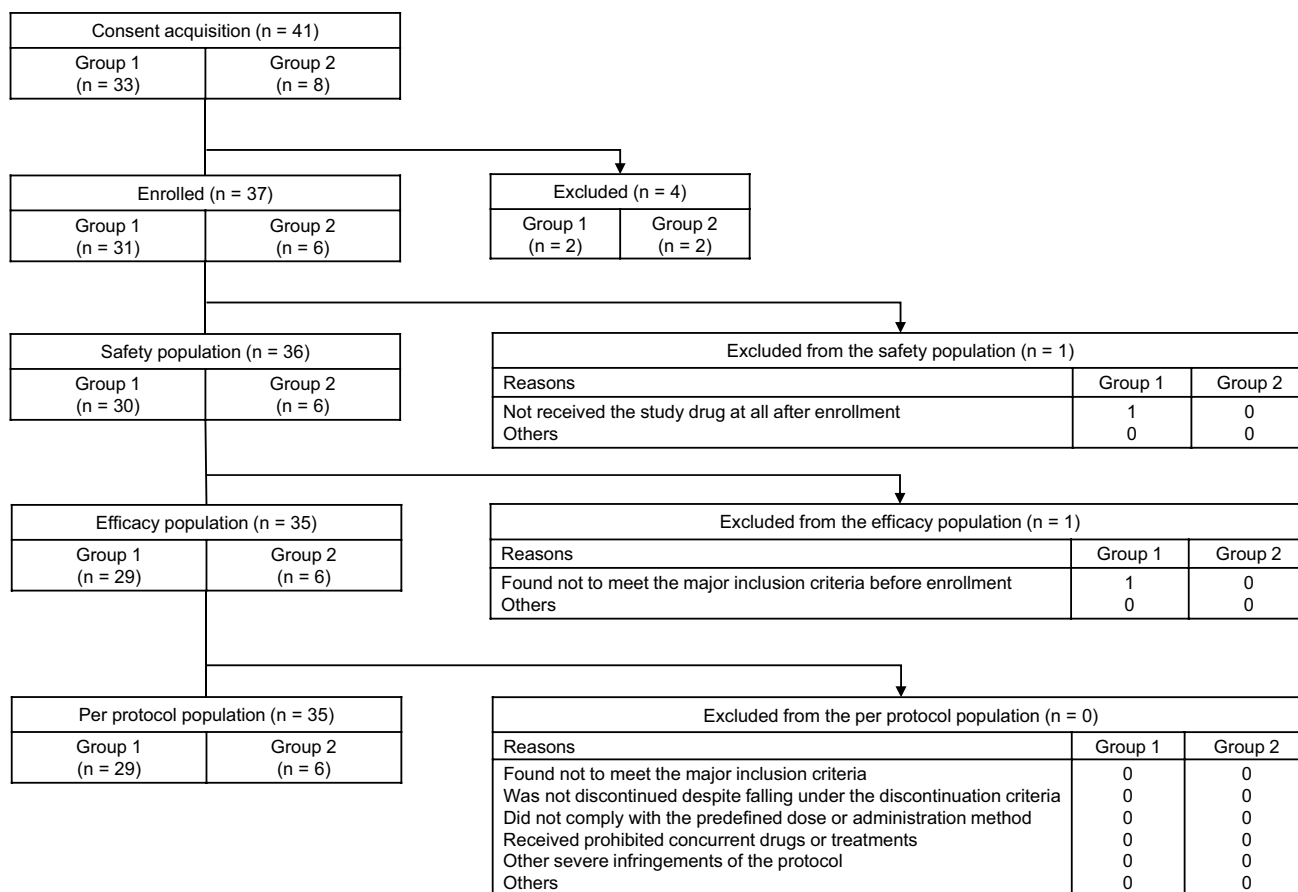 Consent acquisition (n = 41)
Group 1
(n = 33)
Group 2
(n = 8)
Enrolled (n = 37)
Group 1
(n = 31)
Group 2
(n = 6)
Excluded (n = 4)
Group 1
(n = 2)
Group 2
(n = 2)
Safety population (n = 36)
Group 1
(n = 30)
Group 2
(n = 6)
Excluded from the safety population (n = 1)
Reasons Group 1 Group 2
Not received the study drug at all after enrollment 1 0
Others 0 0
Efficacy population (n = 35)
Group 1
(n = 29)
Group 2
(n = 6)
Excluded from the efficacy population (n = 1)
Reasons Group 1 Group 2
Found not to meet the major inclusion criteria before enrollment 1 0
Others 0 0
Per protocol population (n = 35)
Group 1
(n = 29)
Group 2
(n = 6)
Excluded from the per protocol population (n = 0)
Reasons Group 1 Group 2
Found not to meet the major inclusion criteria 0 0
Was not discontinued despite falling under the discontinuation criteria 0 0
Did not comply with the predefined dose or administration method 0 0
Received prohibited concurrent drugs or treatments 0 0
Other severe infringements of the protocol 0 0
Others 0 0